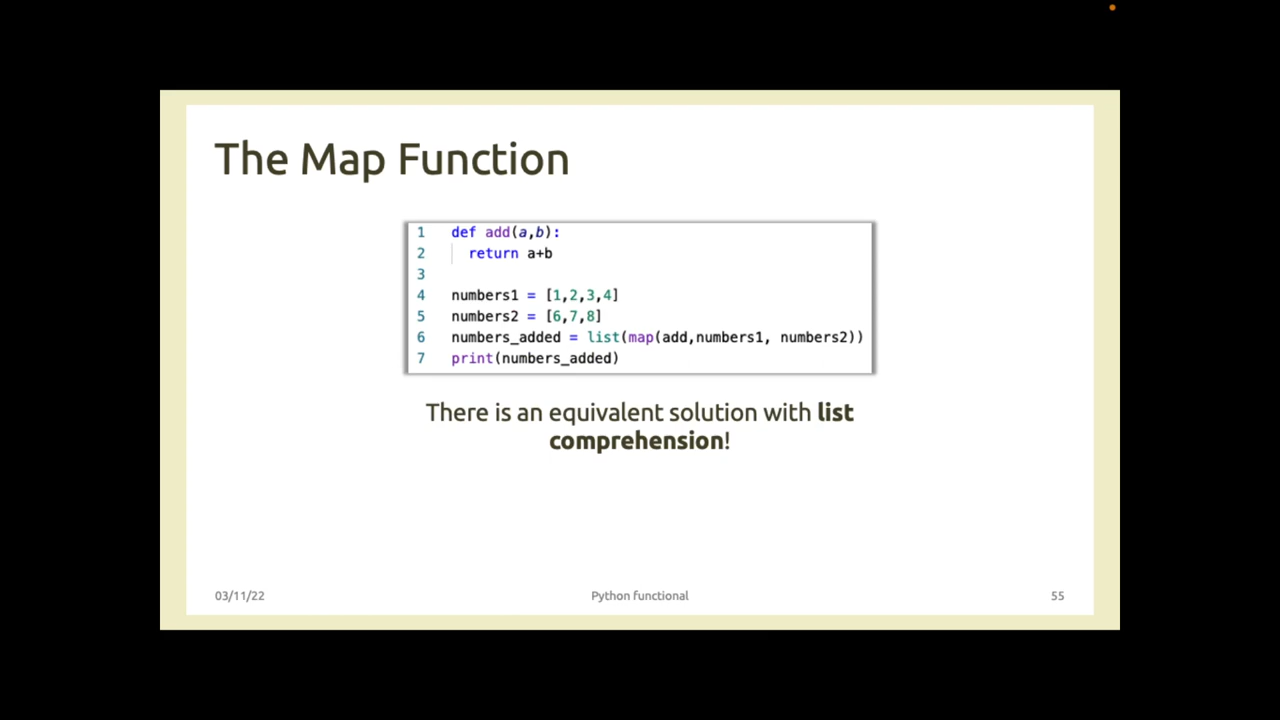 The Map Function
1 def add(a,b):
2   return a+b
3
4 numbers1 = [1,2,3,4]
5 numbers2 = [6,7,8]
6 numbers_added = list(map(add,numbers1, numbers2))
7 print(numbers_added)
There is an equivalent solution with list
comprehension!
03/11/22 Python functional 55